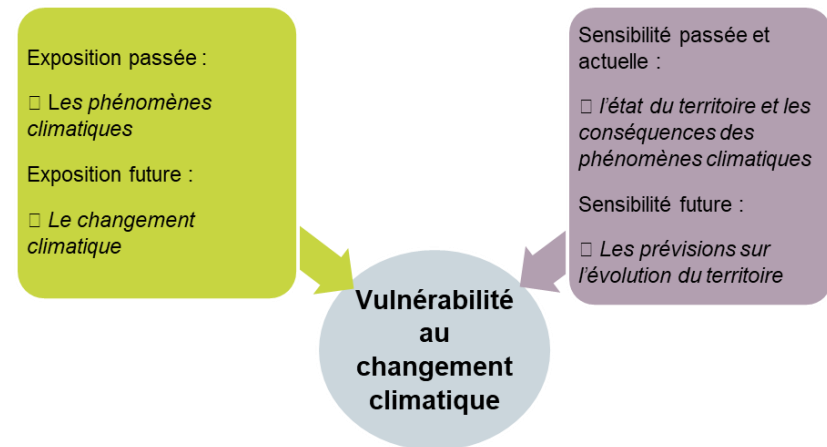 Exposition passée :
□ Les phénomènes
climatiques
Exposition future :
□ Le changement
climatique
Sensibilité passée et
actuelle :
□ l’état du territoire et les
conséquences des
phénomènes climatiques
Sensibilité future :
□ Les prévisions sur
l’évolution du territoire
Vulnérabilité
au
changement
climatique